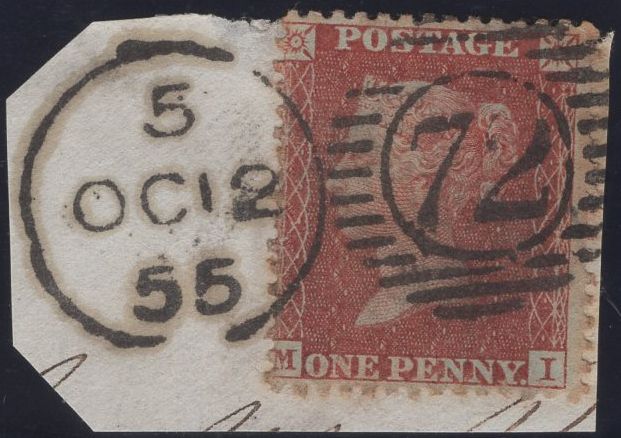 5
OC 12
55
POSTAGE
72
M ONE PENNY. I